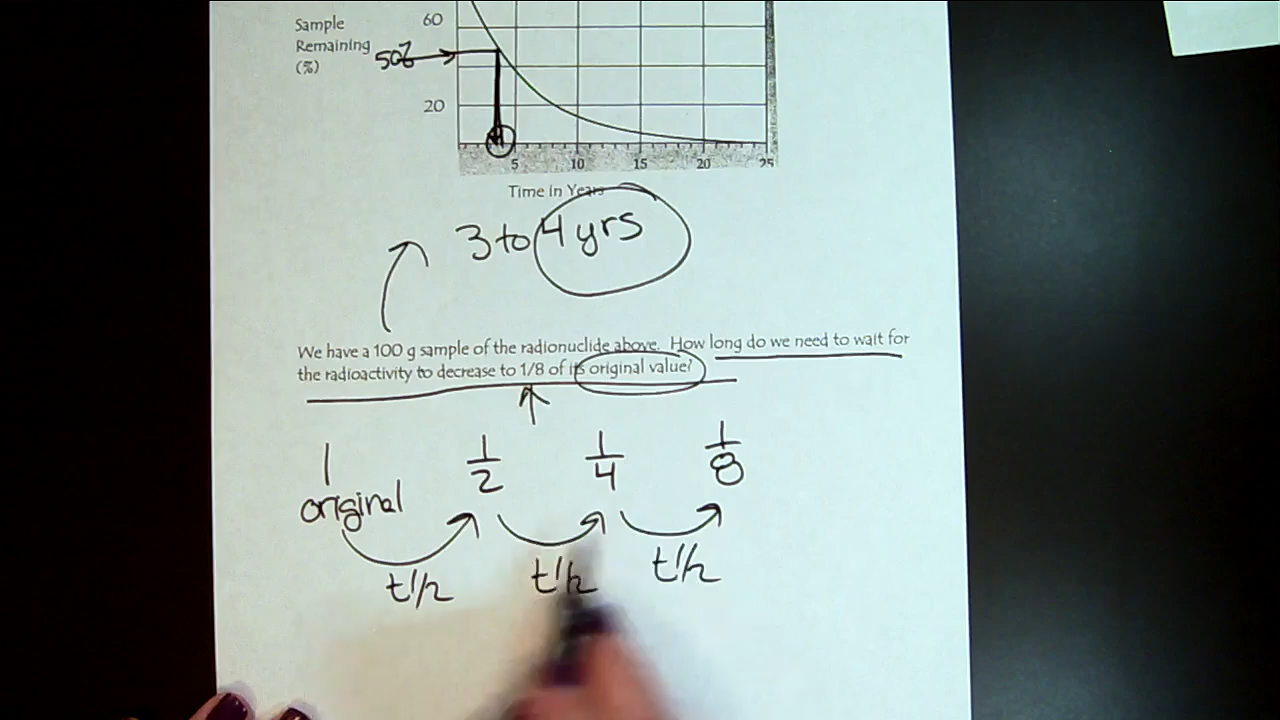 60
Sample
Remaining
(%)
50%
20
5 10 15 20 25
Time in Years
3 to 4 yrs
We have a 100 g sample of the radionuclide above. How long do we need to wait for
the radioactivity to decrease to 1/8 of its original value?
1 1/2 1/4 1/8
original
t1/2 t1/2 t1/2